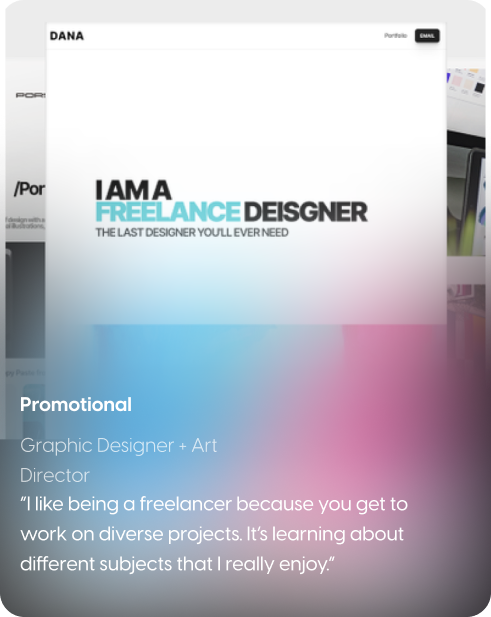 DANA
Portfolio
EMAIL
/Por
I AM A
FREELANCE DEISGNER
THE LAST DESIGNER YOU'LL EVER NEED
Promotional
Graphic Designer + Art
Director
“I like being a freelancer because you get to
work on diverse projects. It’s learning about
different subjects that I really enjoy.”